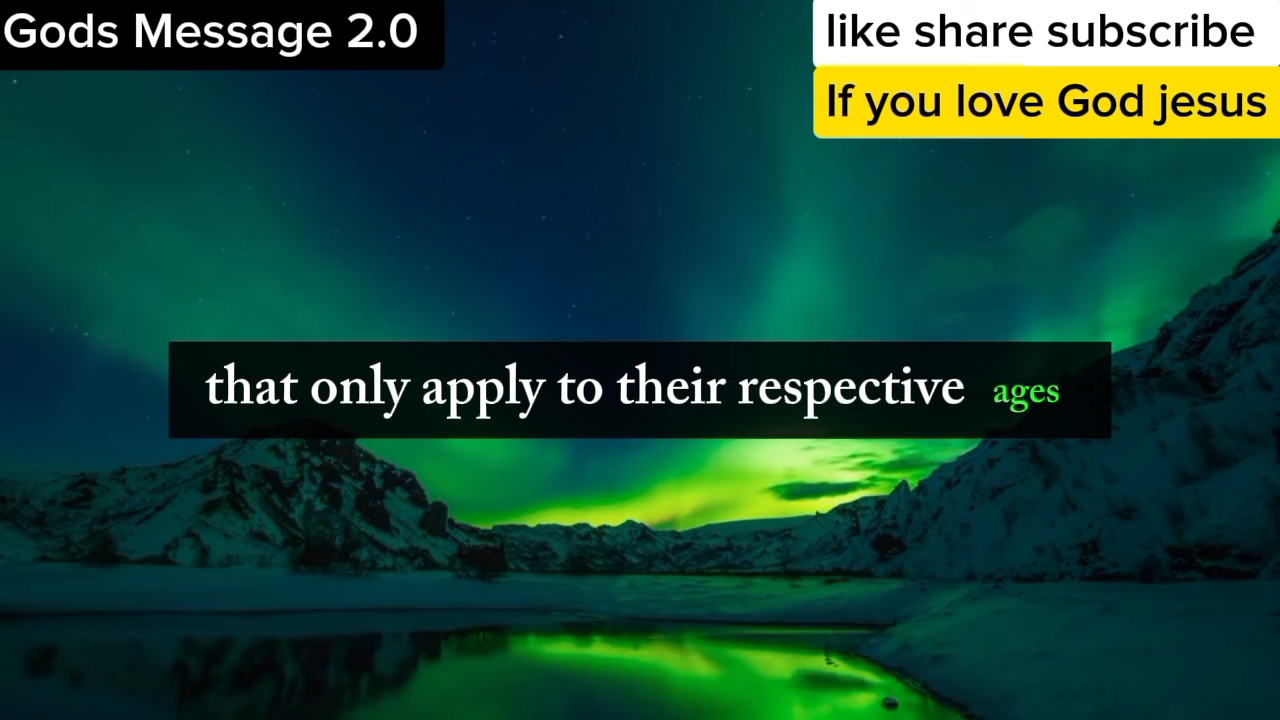 Gods Message 2.0
like share subscribe
If you love God jesus
that only apply to their respective ages